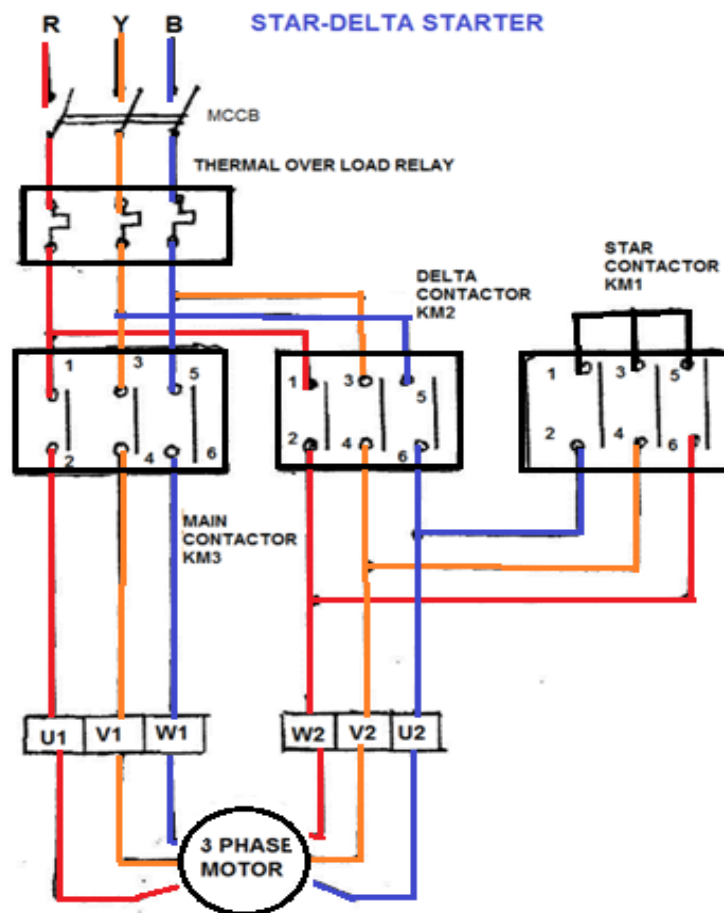 STAR-DELTA STARTER
R Y B
MCCB
THERMAL OVER LOAD RELAY
DELTA
CONTACTOR
KM2
STAR
CONTACTOR
KM1
1 3 5
2 4 6
1 3 5
2 4 6
1 3 5
2 4 6
MAIN
CONTACTOR
KM3
U1 V1 W1
W2 V2 U2
3 PHASE
MOTOR